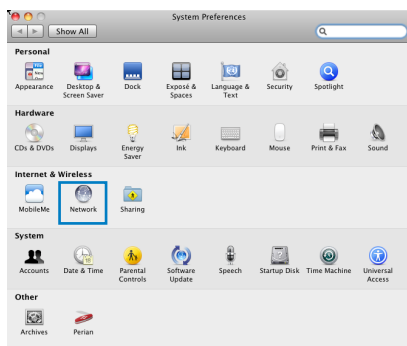 System Preferences
Show All
Personal
Appearance Desktop & Screen Saver Dock Exposé & Spaces Language & Text Security Spotlight
Hardware
CDs & DVDs Displays Energy Saver Ink Keyboard Mouse Print & Fax Sound
Internet & Wireless
MobileMe Network Sharing
System
Accounts Date & Time Parental Controls Software Update Speech Startup Disk Time Machine Universal Access
Other
Archives Perian